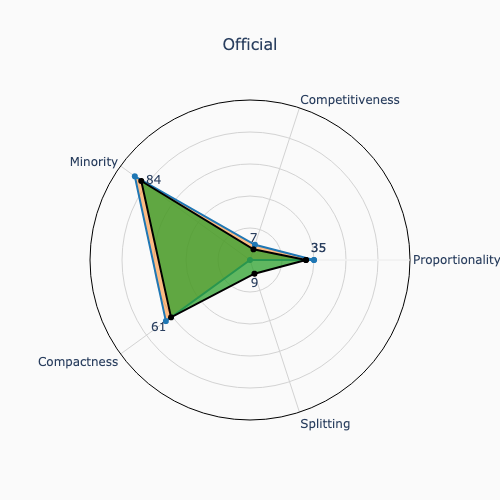 Official
Competitiveness
Minority
84
7
35
Proportionality
9
61
Compactness
Splitting